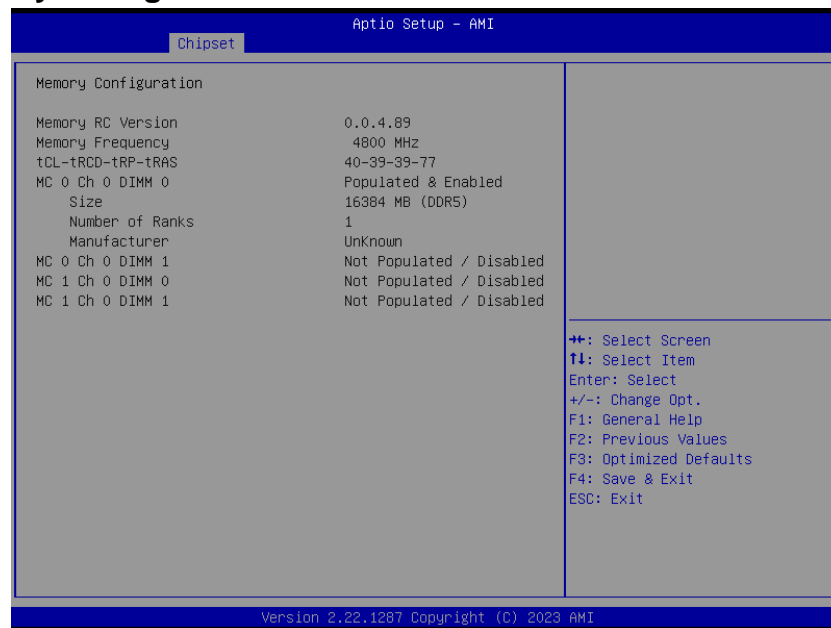 Aptio Setup - AMI
Chipset
Memory Configuration
Memory RC Version 0.0.4.89
Memory Frequency 4800 MHz
tCL-tRCD-tRP-tRAS 40-39-39-77
MC 0 Ch 0 DIMM 0 Populated & Enabled
Size 16384 MB (DDR5)
Number of Ranks 1
Manufacturer UnKnown
MC 0 Ch 0 DIMM 1 Not Populated / Disabled
MC 1 Ch 0 DIMM 0 Not Populated / Disabled
MC 1 Ch 0 DIMM 1 Not Populated / Disabled
→←: Select Screen
↑↓: Select Item
Enter: Select
+/-: Change Opt.
F1: General Help
F2: Previous Values
F3: Optimized Defaults
F4: Save & Exit
ESC: Exit
Version 2.22.1287 Copyright (C) 2023 AMI